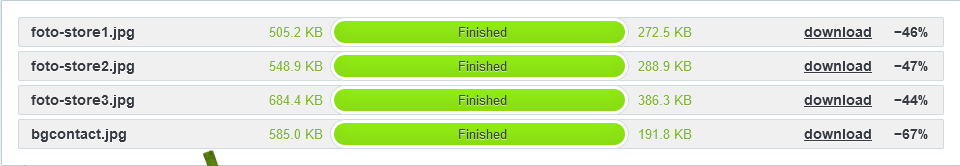 foto-store1.jpg 505.2 KB Finished 272.5 KB download −46%
foto-store2.jpg 548.9 KB Finished 288.9 KB download −47%
foto-store3.jpg 684.4 KB Finished 386.3 KB download −44%
bgcontact.jpg 585.0 KB Finished 191.8 KB download −67%